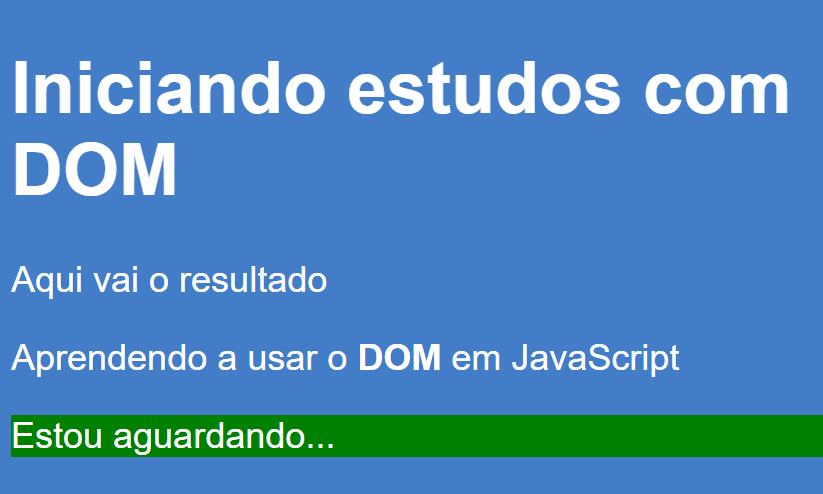 Iniciando estudos com
DOM
Aqui vai o resultado
Aprendendo a usar o DOM em JavaScript
Estou aguardando...